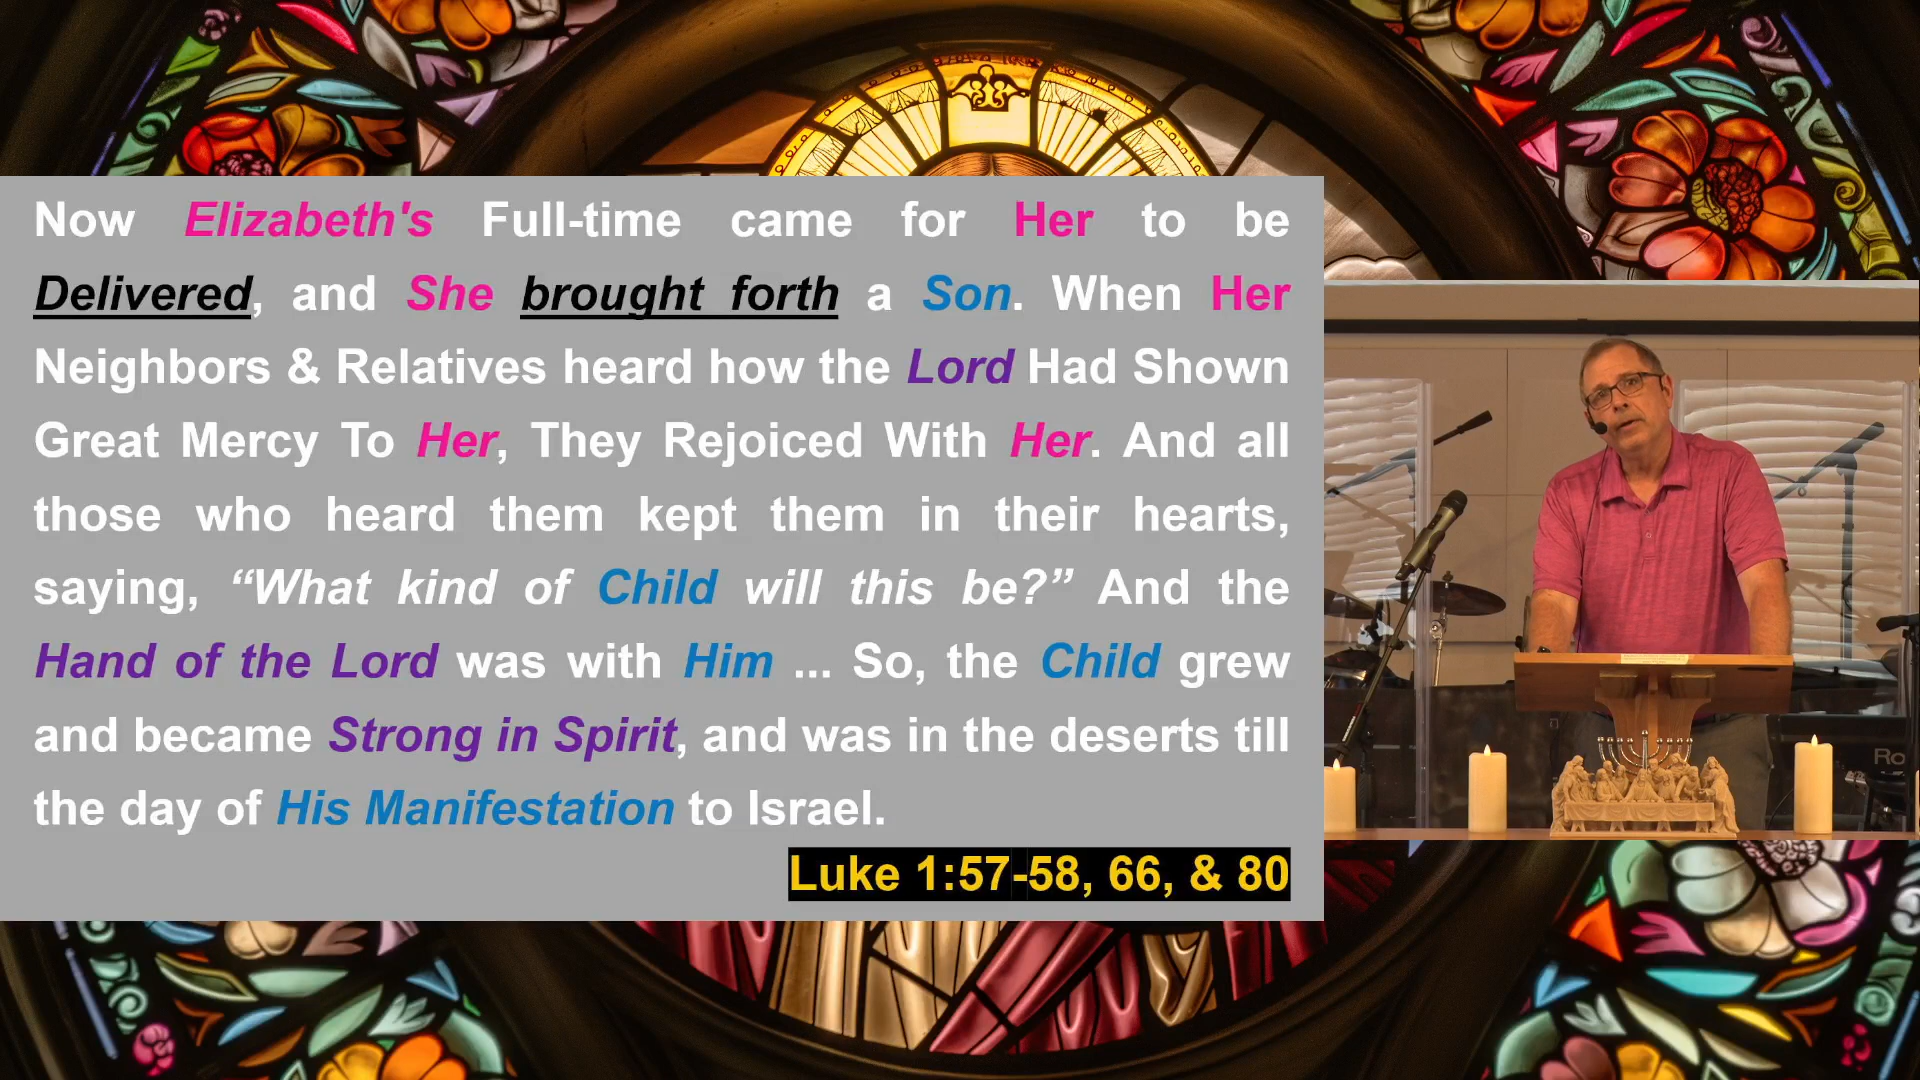 Now Elizabeth's Full-time came for Her to be
Delivered, and She brought forth a Son. When Her
Neighbors & Relatives heard how the Lord Had Shown
Great Mercy To Her, They Rejoiced With Her. And all
those who heard them kept them in their hearts,
saying, “What kind of Child will this be?” And the
Hand of the Lord was with Him ... So, the Child grew
and became Strong in Spirit, and was in the deserts till
the day of His Manifestation to Israel.
Luke 1:57-58, 66, & 80
Ro